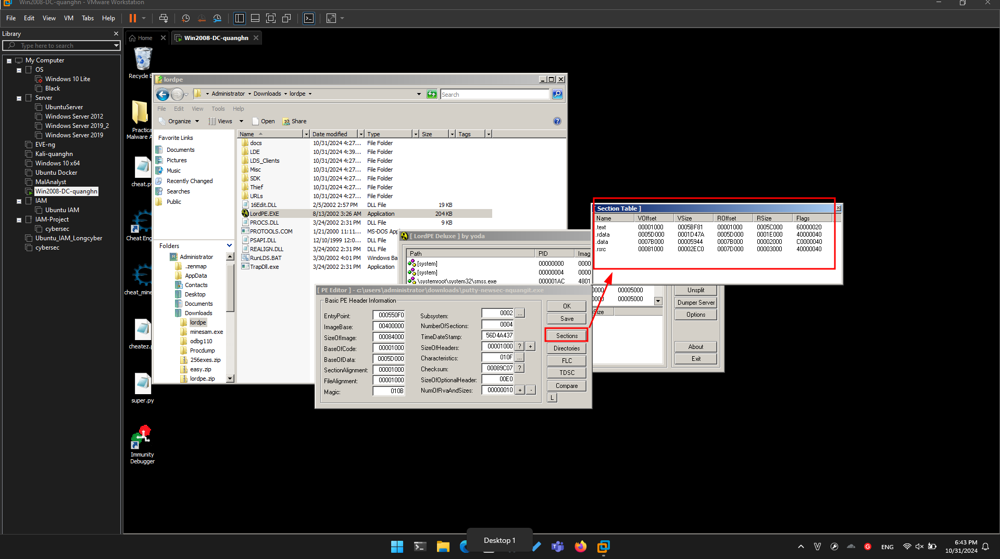 Win2008-DC-quanghn - VMware Workstation
File Edit View VM Tabs Help
Library
Type here to search
My Computer
OS
Windows 10 Lite
Black
Server
UbuntuServer
Windows Server 2012
Windows Server 2019_2
Windows Server 2019
EVE-ng
Kali-quanghn
Windows 10 x64
Ubuntu Docker
MalAnalyst
Win2008-DC-quanghn
IAM
Ubuntu IAM
IAM-Project
cybersec
Ubuntu_IAM_Longcyber
cybersec
Home
Win2008-DC-quanghn
Recycle B
Practica
Malware A
cheat.p
Cheat Eng
cheat_mine
cheatez.
super.py
Immunity
Debugger
lordpe
Administrator Downloads lordpe
Search
File Edit View Tools Help
Organize Views Open Share
Favorite Links
Documents
Pictures
Music
Recently Changed
Searches
Public
Folders
Administrator
.zenmap
AppData
Contacts
Desktop
Documents
Downloads
lordpe
minesam.exe
odbg110
Procdump
256exes.zip
easy.zip
lordpe.zip
Name Date modified Type Size Tags
docs 10/31/2024 4:27... File Folder
LDE 10/31/2024 4:39... File Folder
LDS_Clients 10/31/2024 4:27... File Folder
Misc 10/31/2024 4:27... File Folder
SDK 10/31/2024 4:27... File Folder
Thief 10/31/2024 4:27... File Folder
URLs 10/31/2024 4:27... File Folder
16Edit.DLL 2/5/2002 2:57 PM DLL File 19 KB
LordPE.EXE 8/13/2002 3:26 AM Application 204 KB
PROCS.DLL 3/24/2002 2:31 PM DLL File 9 KB
PROTOOLS.COM 1/21/2000 11:11... MS-DOS App
PSAPI.DLL 12/10/1999 12:0... DLL File
REALIGN.DLL 3/24/2002 2:31 PM DLL File
RunLDS.BAT 3/30/2002 4:01 PM Windows Ba
TrapDll.exe 3/24/2002 2:31 PM Application
[ LordPE Deluxe ] by yoda
Path PID Imag
[system] 00000000 0000
[system] 00000004 0000
\systemroot\system32\smss.exe 000001AC 4801
0000 00005000
0000 00005000
eSize
Unsplit
Dumper Server
Options
About
Exit
[ PE Editor ] - c:\users\administrator\downloads\putty-newsec-nquangit.exe
Basic PE Header Information
EntryPoint: 000550F0
ImageBase: 00400000
SizeOfImage: 00084000
BaseOfCode: 00001000
BaseOfData: 0005D000
SectionAlignment: 00001000
FileAlignment: 00001000
Magic: 010B
Subsystem: 0002 ...
NumberOfSections: 0004
TimeDateStamp: 56D4A437
SizeOfHeaders: 00001000 ? +
Characteristics: 010F ...
Checksum: 00089C07 ?
SizeOfOptionalHeader: 00E0
NumOfRvaAndSizes: 00000010 + -
OK
Save
Sections
Directories
FLC
TDSC
Compare
L
[ Section Table ]
Name VOffset VSize ROffset RSize Flags
.text 00001000 0005BF81 00001000 0005C000 60000020
.rdata 0005D000 0001D47A 0005D000 0001E000 40000040
.data 0007B000 00005944 0007B000 00002000 C0000040
.rsrc 00081000 00002EC0 0007D000 00003000 40000040
Desktop 1
ENG
6:43 PM
10/31/2024